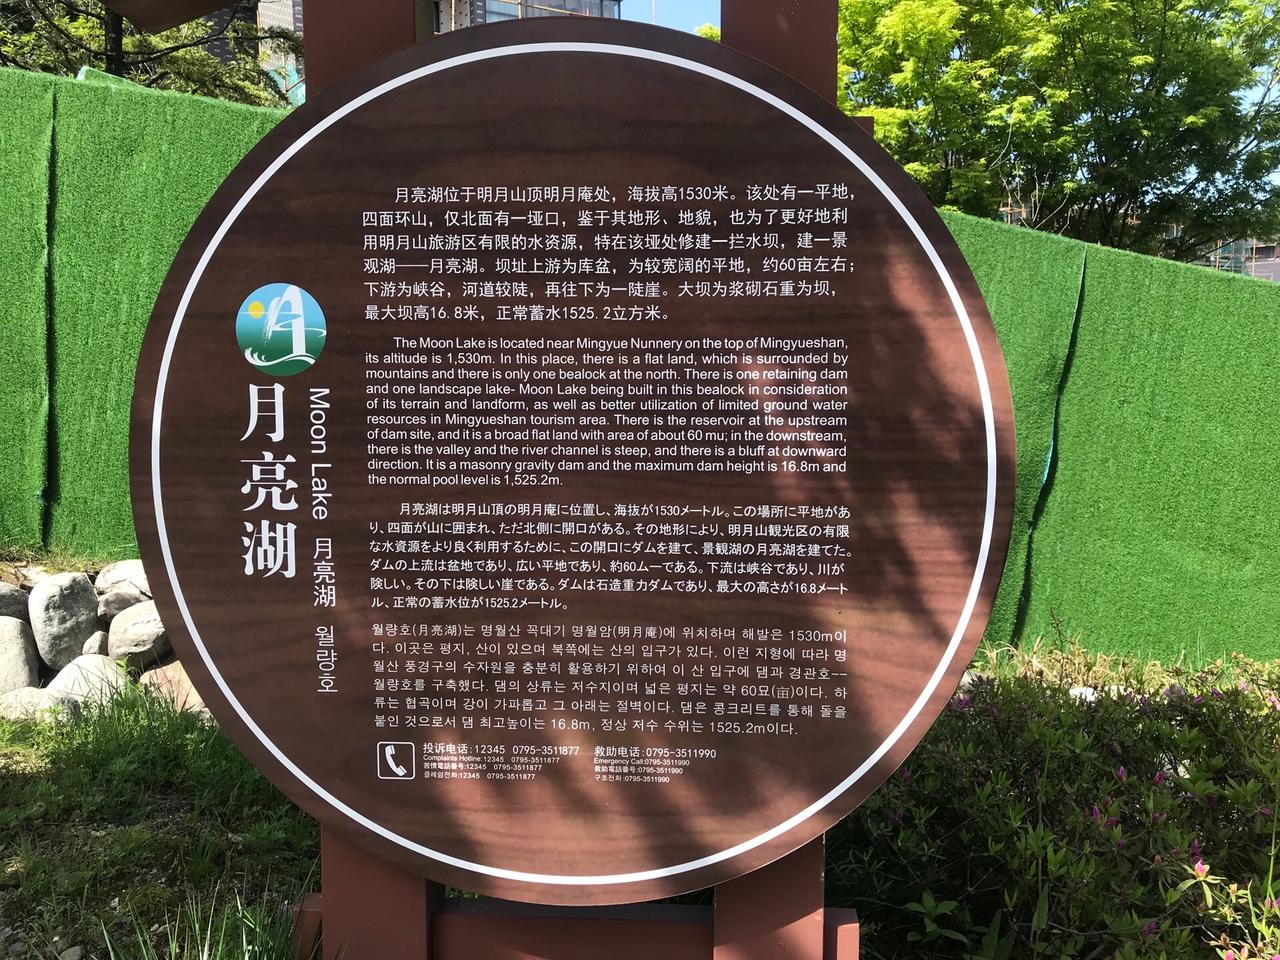 月亮湖
Moon Lake 月亮湖 월량호
月亮湖位于明月山顶明月庵处，海拔高1530米。该处有一平地，
四面环山，仅北面有一垭口，鉴于其地形、地貌，也为了更好地利
用明月山旅游区有限的水资源，特在该垭处修建一拦水坝，建一景
观湖——月亮湖。坝址上游为库盆，为较宽阔的平地，约60亩左右；
下游为峡谷，河道较陡，再往下为一陡崖。大坝为浆砌石重为坝，
最大坝高16.8米，正常蓄水1525.2立方米。
The Moon Lake is located near Mingyue Nunnery on the top of Mingyueshan,
its altitude is 1,530m. In this place, there is a flat land, which is surrounded by
mountains and there is only one bealock at the north. There is one retaining dam
and one landscape lake- Moon Lake being built in this bealock in consideration
of its terrain and landform, as well as better utilization of limited ground water
resources in Mingyueshan tourism area. There is the reservoir at the upstream
of dam site, and it is a broad flat land with area of about 60 mu; in the downstream,
there is the valley and the river channel is steep, and there is a bluff at downward
direction. It is a masonry gravity dam and the maximum dam height is 16.8m and
the normal pool level is 1,525.2m.
月亮湖は明月山頂の明月庵に位置し、海抜が1530メートル。この場所に平地があ
り、四面が山に囲まれ、ただ北側に開口がある。その地形により、明月山観光区の有限
な水資源をより良く利用するために、この開口にダムを建て、景観湖の月亮湖を建てた。
ダムの上流は盆地であり、広い平地であり、約60ムーである。下流は峡谷であり、川が
険しい。その下は険しい崖である。ダムは石造重力ダムであり、最大の高さが16.8メート
ル、正常の蓄水位が1525.2メートル。
월량호(月亮湖)는 명월산 꼭대기 명월암(明月庵)에 위치하며 해발은 1530m이
다. 이곳은 평지, 산이 있으며 북쪽에는 산의 입구가 있다. 이런 지형에 따라 명
월산 풍경구의 수자원을 충분히 활용하기 위하여 이 산 입구에 댐과 경관호--
월량호를 구축했다. 댐의 상류는 저수지이며 넓은 평지는 약 60묘(亩)이다. 하
류는 협곡이며 강이 가파롭고 그 아래는 절벽이다. 댐은 콩크리트를 통해 돌을
붙인 것으로서 댐 최고높이는 16.8m, 정상 저수 수위는 1525.2m이다.
投诉电话：12345 0795-3511877 救助电话：0795-3511990
Complaints Hotline:12345 0795-3511877 Emergency Call:0795-3511990
苦情電話番号:12345 0795-3511877 救助電話番号:0795-3511990
클레임전화:12345 0795-3511877 구조전화:0795-3511990